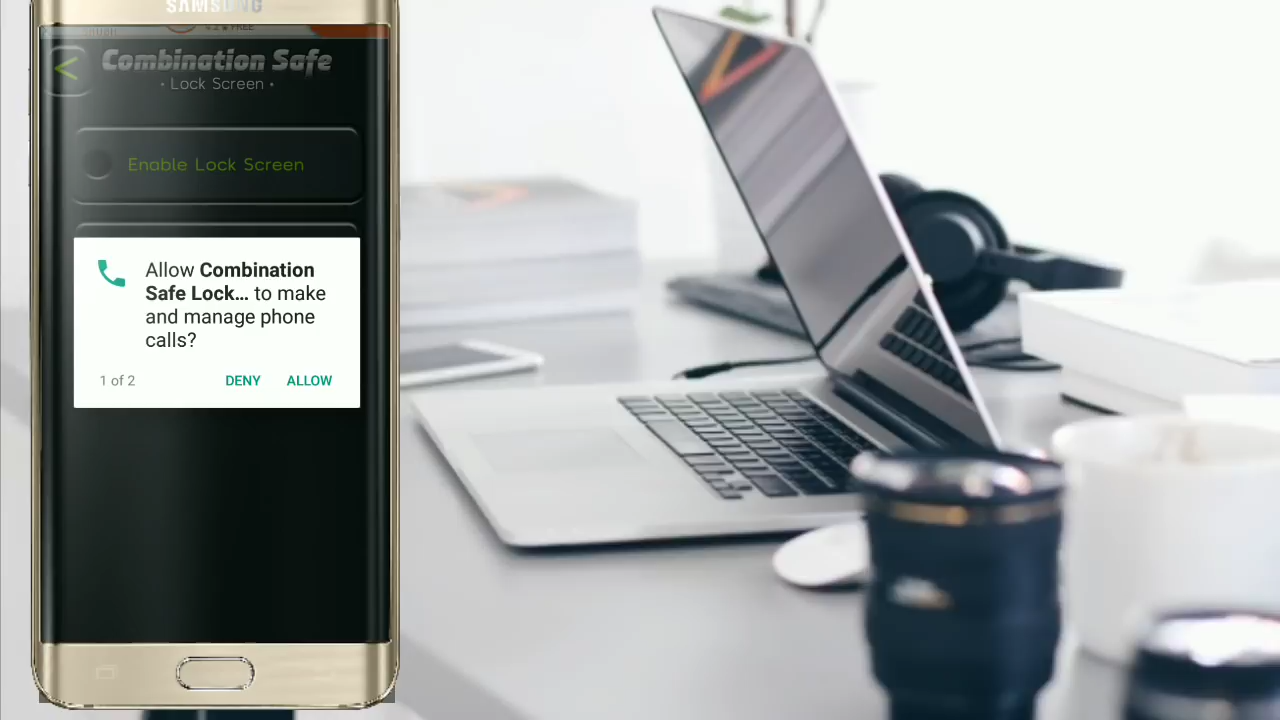 SAMSUNG
FREE
Combination Safe
• Lock Screen •
Enable Lock Screen
Allow Combination
Safe Lock... to make
and manage phone
calls?
1 of 2
DENY
ALLOW